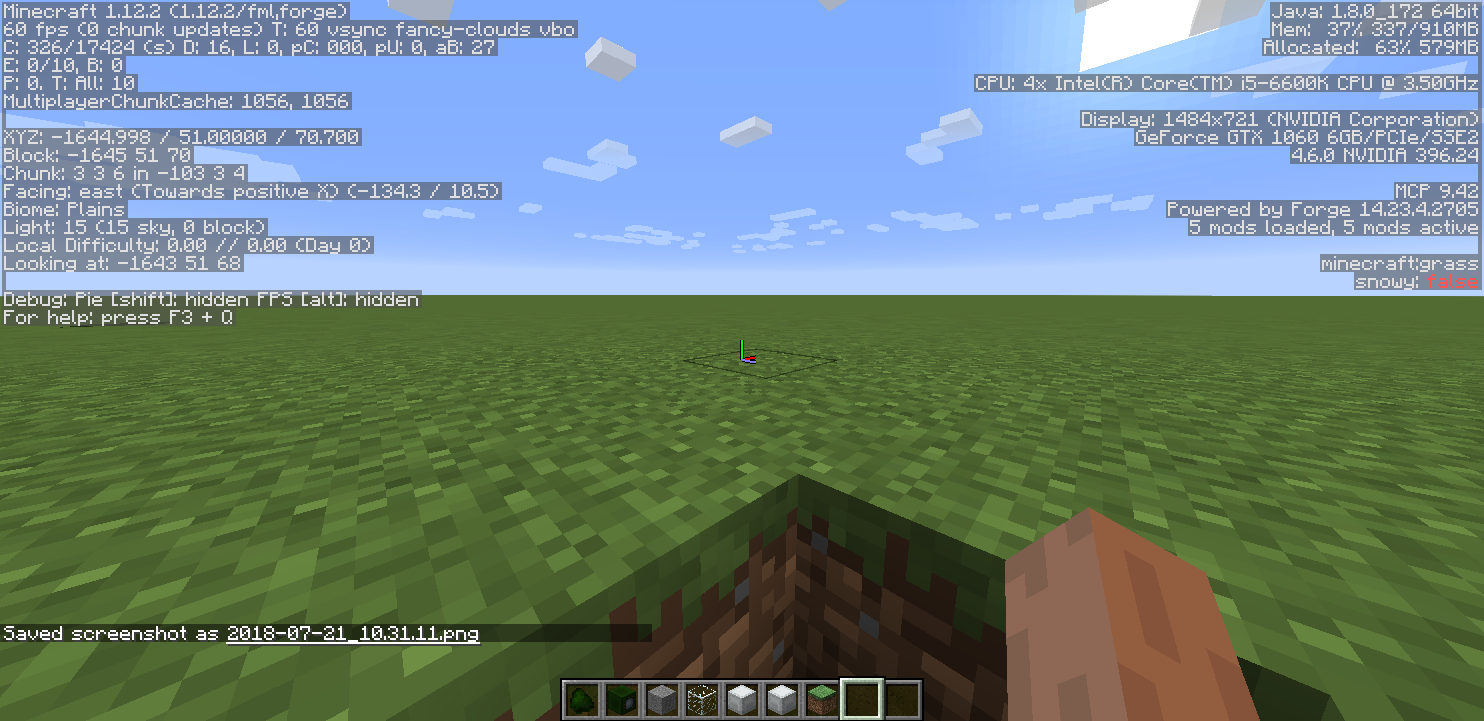 Minecraft 1.12.2 (1.12.2/fml,forge)
60 fps (0 chunk updates) T: 60 vsync fancy-clouds vbo
C: 326/17424 (s) D: 16, L: 0, pC: 000, pU: 0, aB: 27
E: 0/10, B: 0
P: 0. T: All: 10
MultiplayerChunkCache: 1056, 1056
XYZ: -1644.998 / 51.00000 / 70.700
Block: -1645 51 70
Chunk: 3 3 6 in -103 3 4
Facing: east (Towards positive X) (-134.3 / 10.5)
Biome: Plains
Light: 15 (15 sky, 0 block)
Local Difficulty: 0.00 // 0.00 (Day 0)
Looking at: -1643 51 68
Debug: Pie [shift]: hidden FPS [alt]: hidden
For help: press F3 + Q
Java: 1.8.0_172 64bit
Mem: 37% 337/910MB
Allocated: 63% 579MB
CPU: 4x Intel(R) Core(TM) i5-6600K CPU @ 3.50GHz
Display: 1484x721 (NVIDIA Corporation)
GeForce GTX 1060 6GB/PCIe/SSE2
4.6.0 NVIDIA 396.24
MCP 9.42
Powered by Forge 14.23.4.2705
5 mods loaded, 5 mods active
minecraft:grass
snowy: false
Saved screenshot as 2018-07-21_10.31.11.png